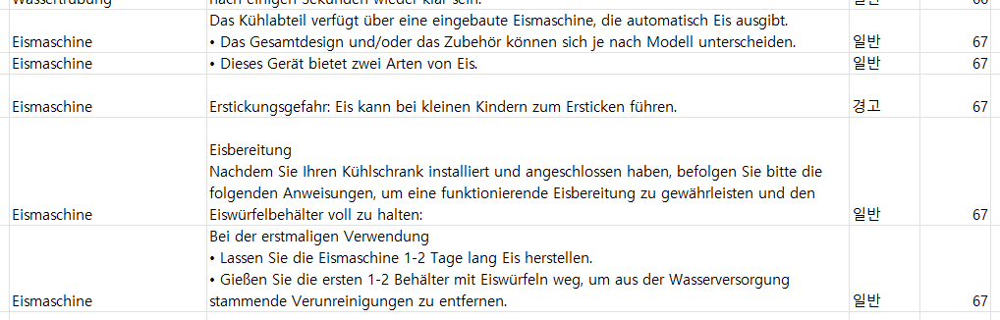 Wassertrübung nach einigen Sekunden wieder klar sein. 일반 66
Das Kühlabteil verfügt über eine eingebaute Eismaschine, die automatisch Eis ausgibt.
Eismaschine • Das Gesamtdesign und/oder das Zubehör können sich je nach Modell unterscheiden. 일반 67
Eismaschine • Dieses Gerät bietet zwei Arten von Eis. 일반 67
Eismaschine Erstickungsgefahr: Eis kann bei kleinen Kindern zum Ersticken führen. 경고 67
Eisbereitung
Nachdem Sie Ihren Kühlschrank installiert und angeschlossen haben, befolgen Sie bitte die
folgenden Anweisungen, um eine funktionierende Eisbereitung zu gewährleisten und den
Eismaschine Eiswürfelbehälter voll zu halten: 일반 67
Bei der erstmaligen Verwendung
• Lassen Sie die Eismaschine 1-2 Tage lang Eis herstellen.
• Gießen Sie die ersten 1-2 Behälter mit Eiswürfeln weg, um aus der Wasserversorgung
Eismaschine stammende Verunreinigungen zu entfernen. 일반 67